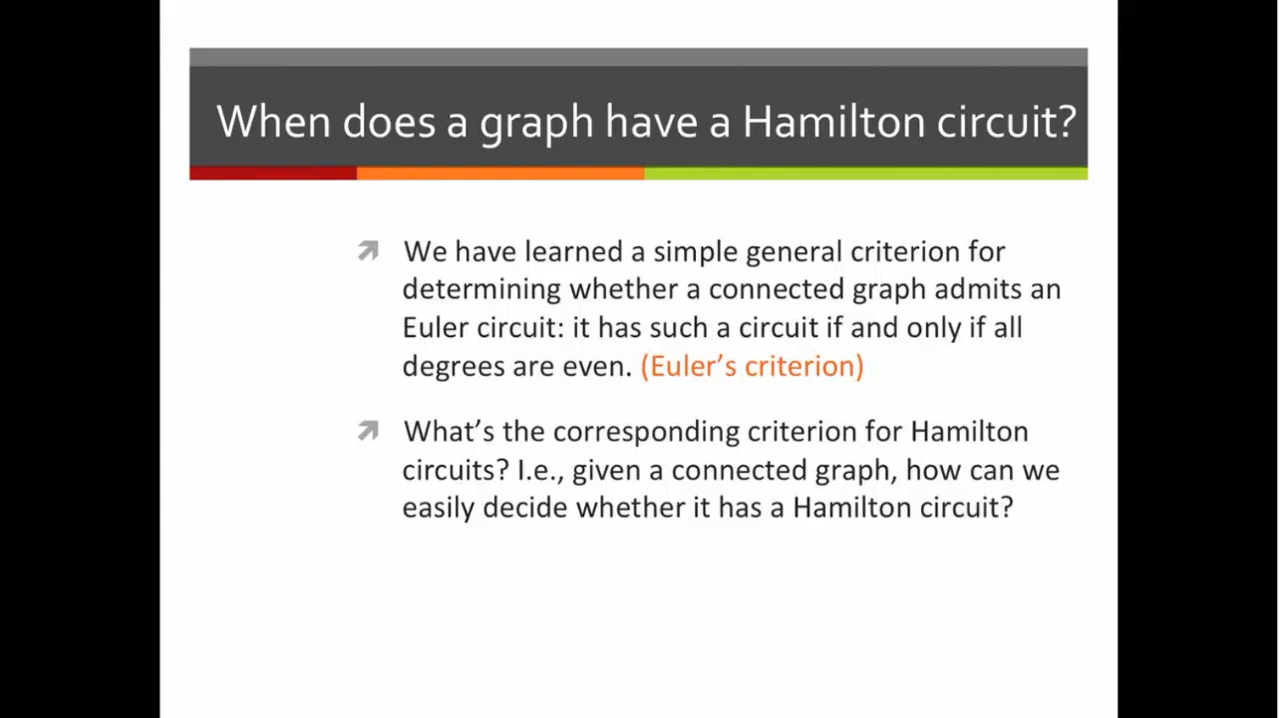 When does a graph have a Hamilton circuit?
We have learned a simple general criterion for
determining whether a connected graph admits an
Euler circuit: it has such a circuit if and only if all
degrees are even. (Euler’s criterion)
What’s the corresponding criterion for Hamilton
circuits? I.e., given a connected graph, how can we
easily decide whether it has a Hamilton circuit?